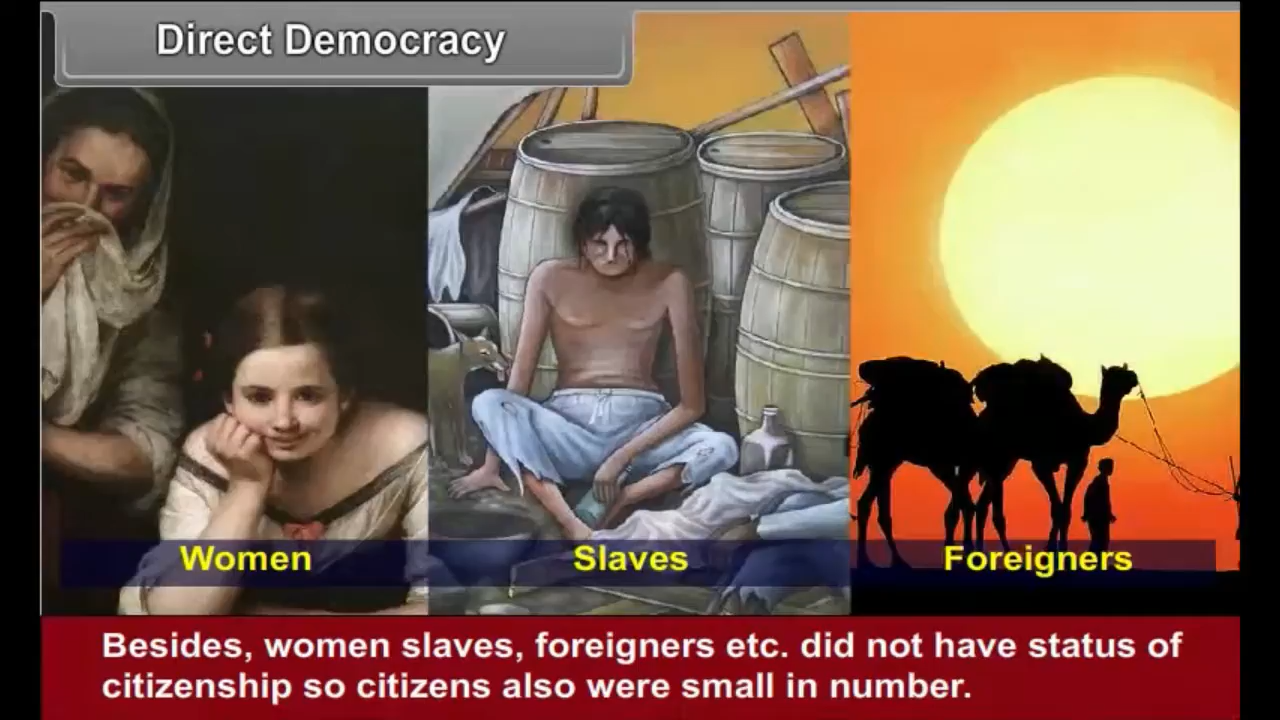 Direct Democracy
Women
Slaves
Foreigners
Besides, women slaves, foreigners etc. did not have status of
citizenship so citizens also were small in number.